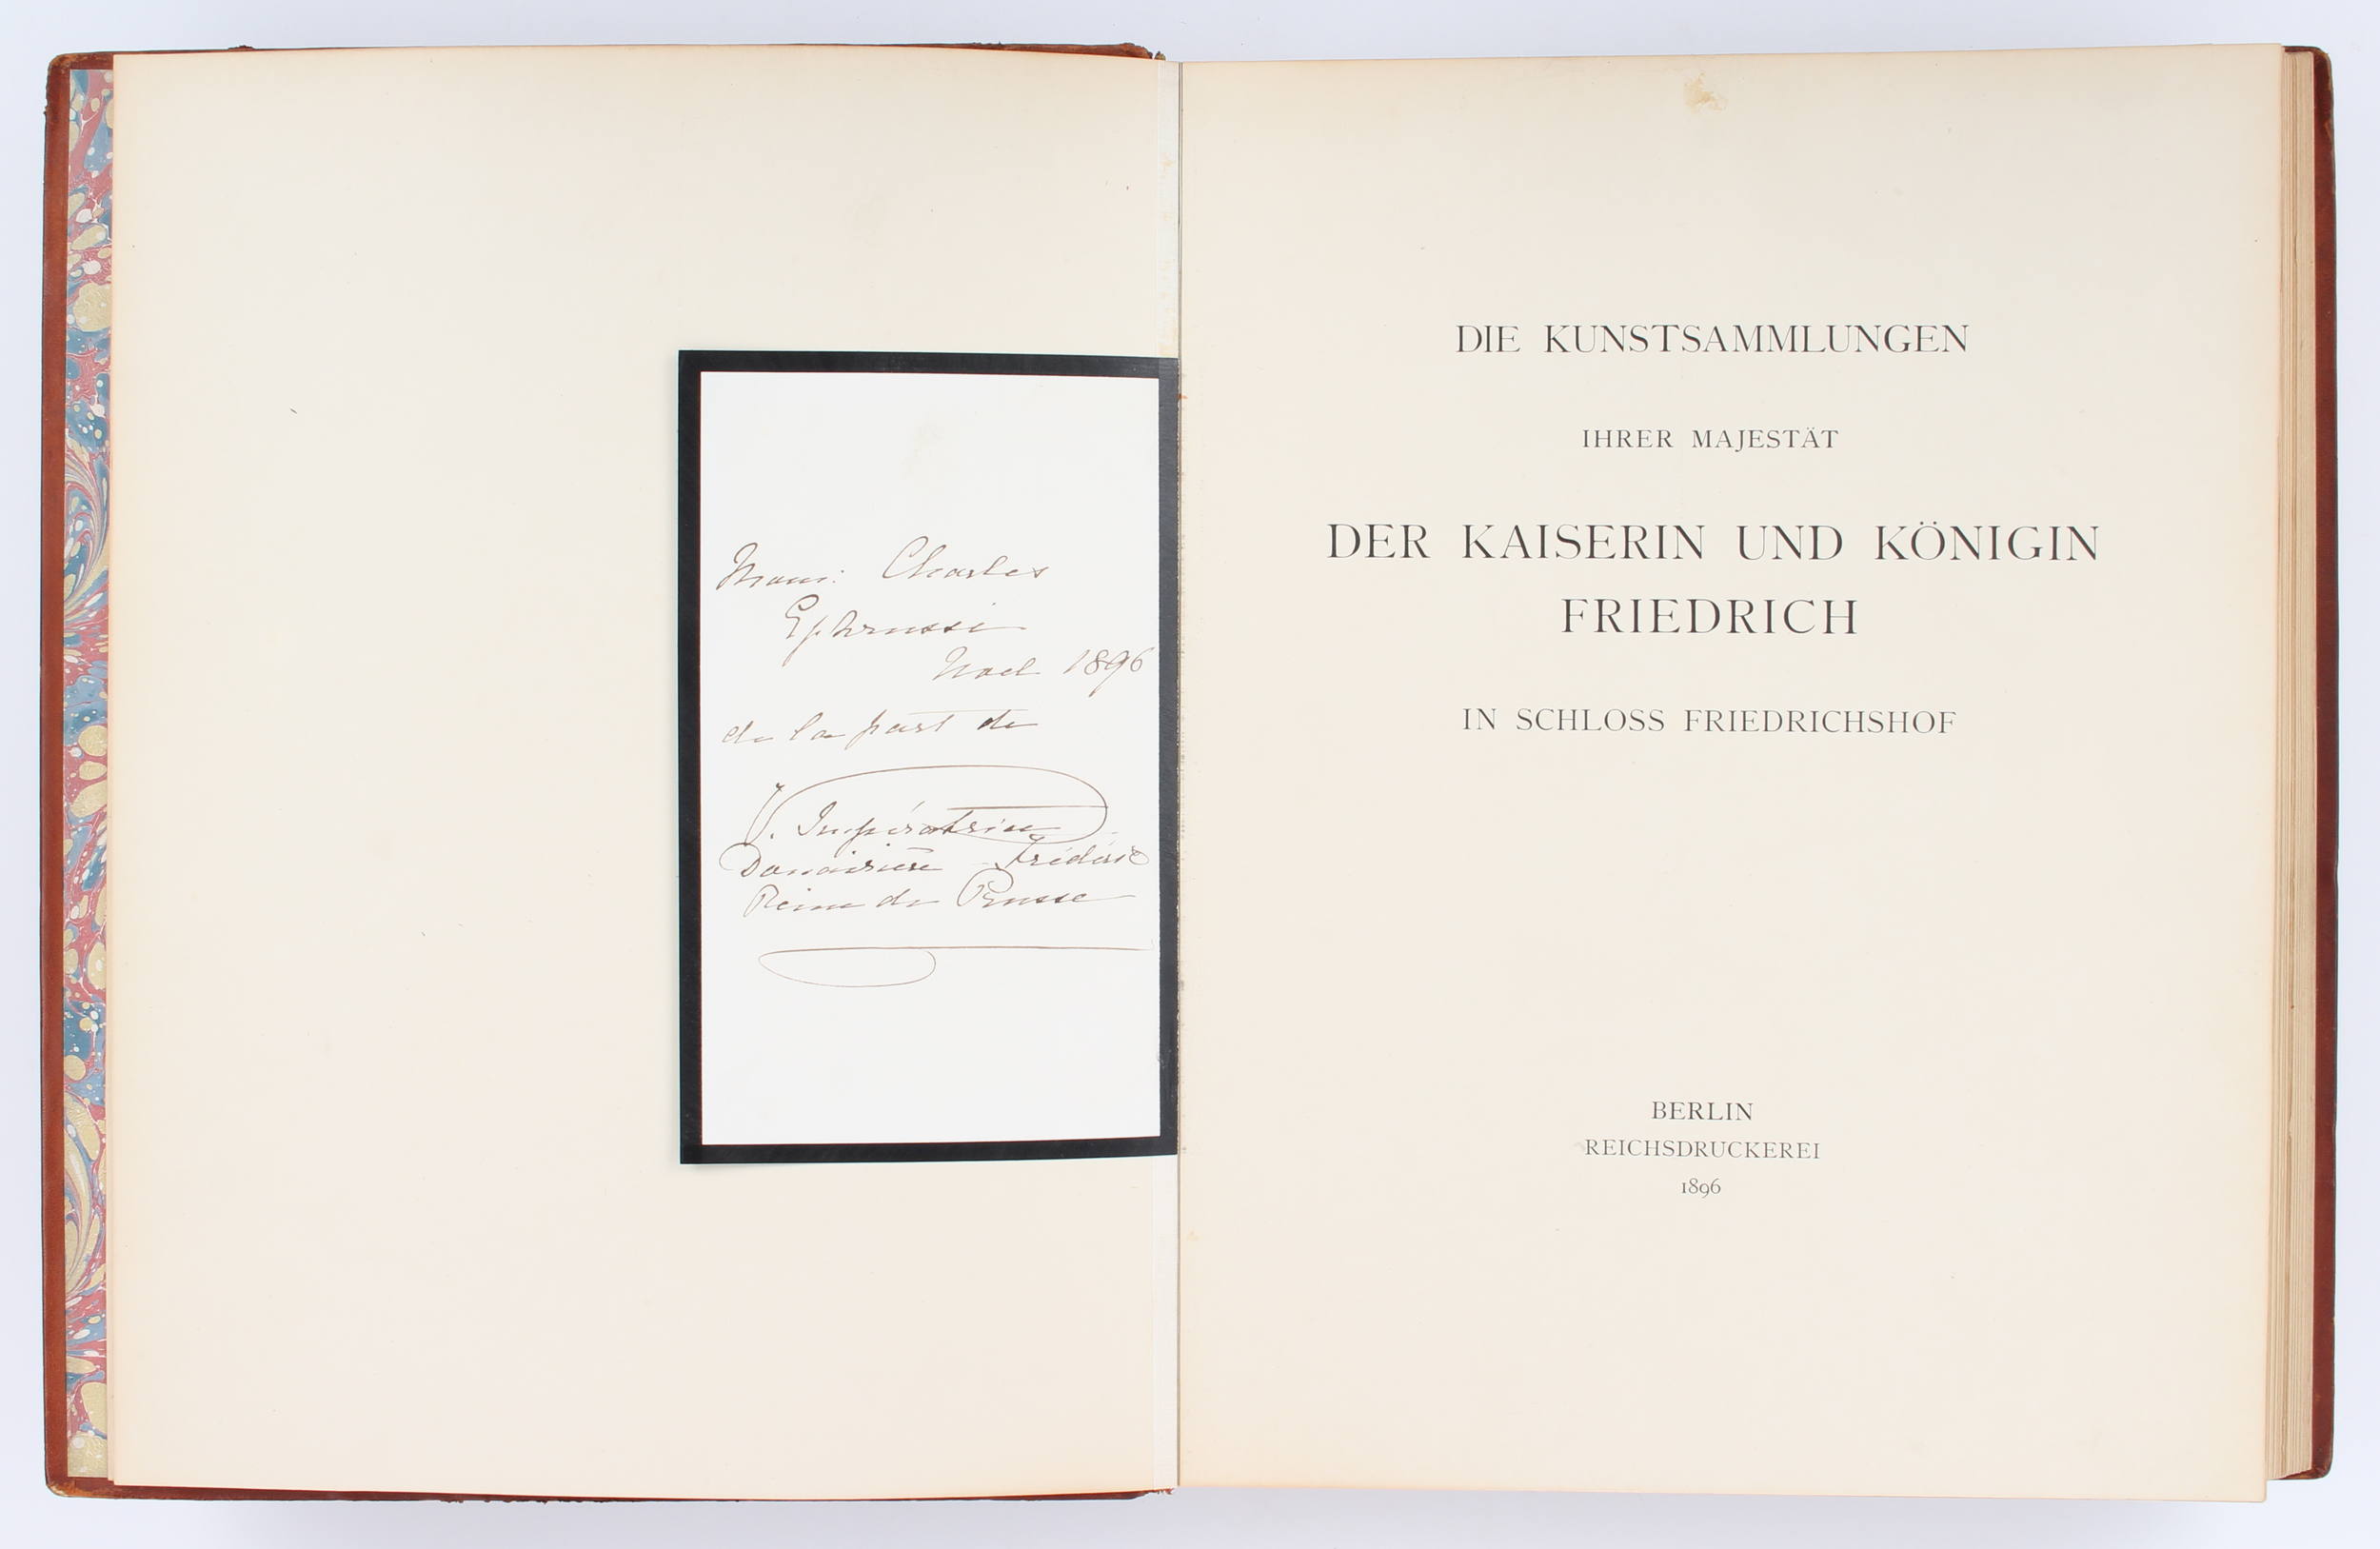 Mons: Charles
Ephrussi
Noel 1896
de la part de
V. Impératrice
Douairière Frédéric
Reine de Prusse
DIE KUNSTSAMMLUNGEN
IHRER MAJESTÄT
DER KAISERIN UND KÖNIGIN
FRIEDRICH
IN SCHLOSS FRIEDRICHSHOF
BERLIN
REICHSDRUCKEREI
1896